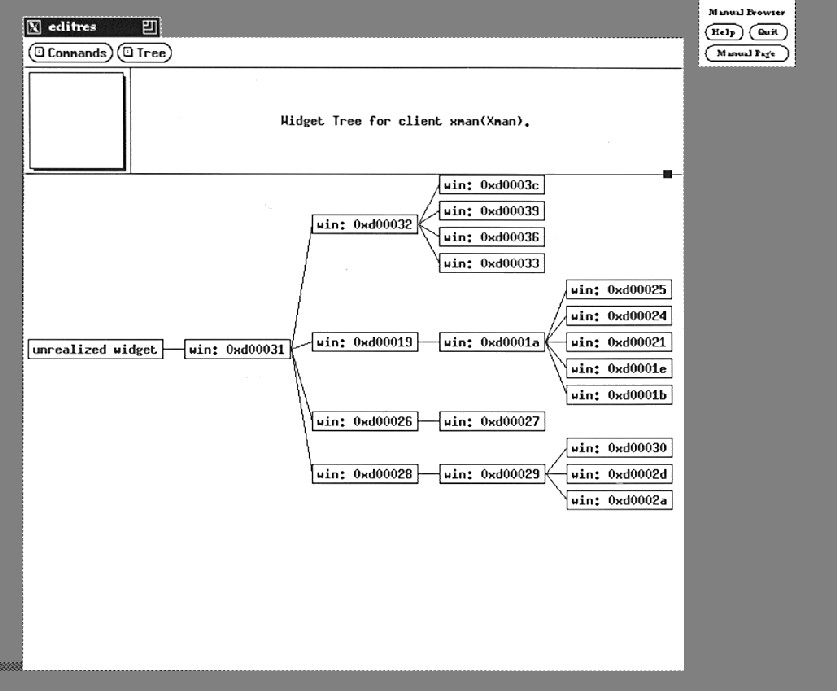 editres
Commands
Tree
Manual Browser
Help
Quit
Manual Page
Widget Tree for client xman(Xman).
win: 0xd0003c
win: 0xd00039
win: 0xd00032
win: 0xd00036
win: 0xd00033
win: 0xd00025
win: 0xd00024
win: 0xd00019
win: 0xd0001a
win: 0xd00021
unrealized widget
win: 0xd00031
win: 0xd0001e
win: 0xd0001b
win: 0xd00026
win: 0xd00027
win: 0xd00030
win: 0xd00028
win: 0xd00029
win: 0xd0002d
win: 0xd0002a